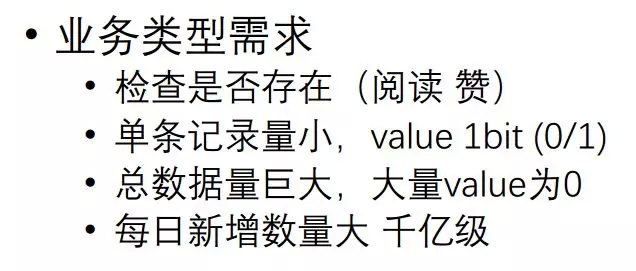 • 业务类型需求
• 检查是否存在（阅读 赞）
• 单条记录量小，value 1bit (0/1)
• 总数据量巨大，大量value为0
• 每日新增数量大 千亿级